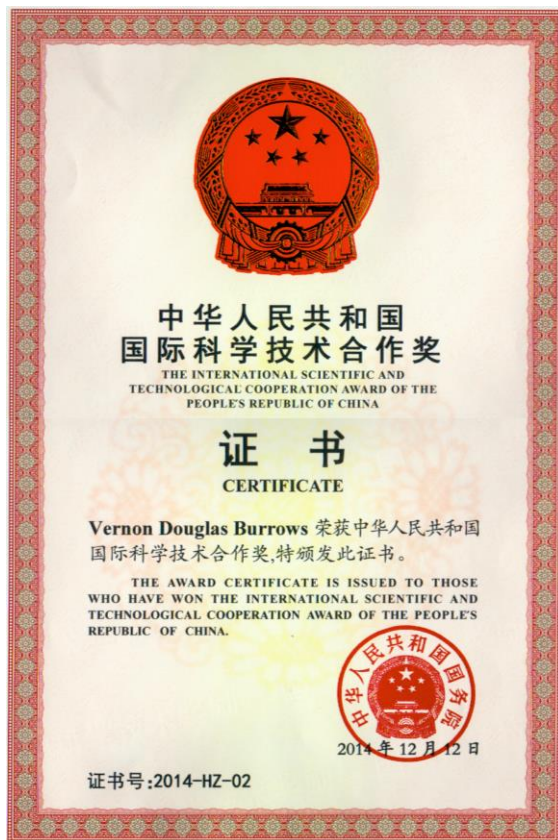 中华人民共和国
国际科学技术合作奖
THE INTERNATIONAL SCIENTIFIC AND
TECHNOLOGICAL COOPERATION AWARD OF THE
PEOPLE'S REPUBLIC OF CHINA
证书
CERTIFICATE
Vernon Douglas Burrows 荣获中华人民共和国
国际科学技术合作奖,特颁发此证书。
THE AWARD CERTIFICATE IS ISSUED TO THOSE
WHO HAVE WON THE INTERNATIONAL SCIENTIFIC AND
TECHNOLOGICAL COOPERATION AWARD OF THE PEOPLE'S
REPUBLIC OF CHINA.
中华人民共和国国务院
2014年12月12日
证书号:2014-HZ-02